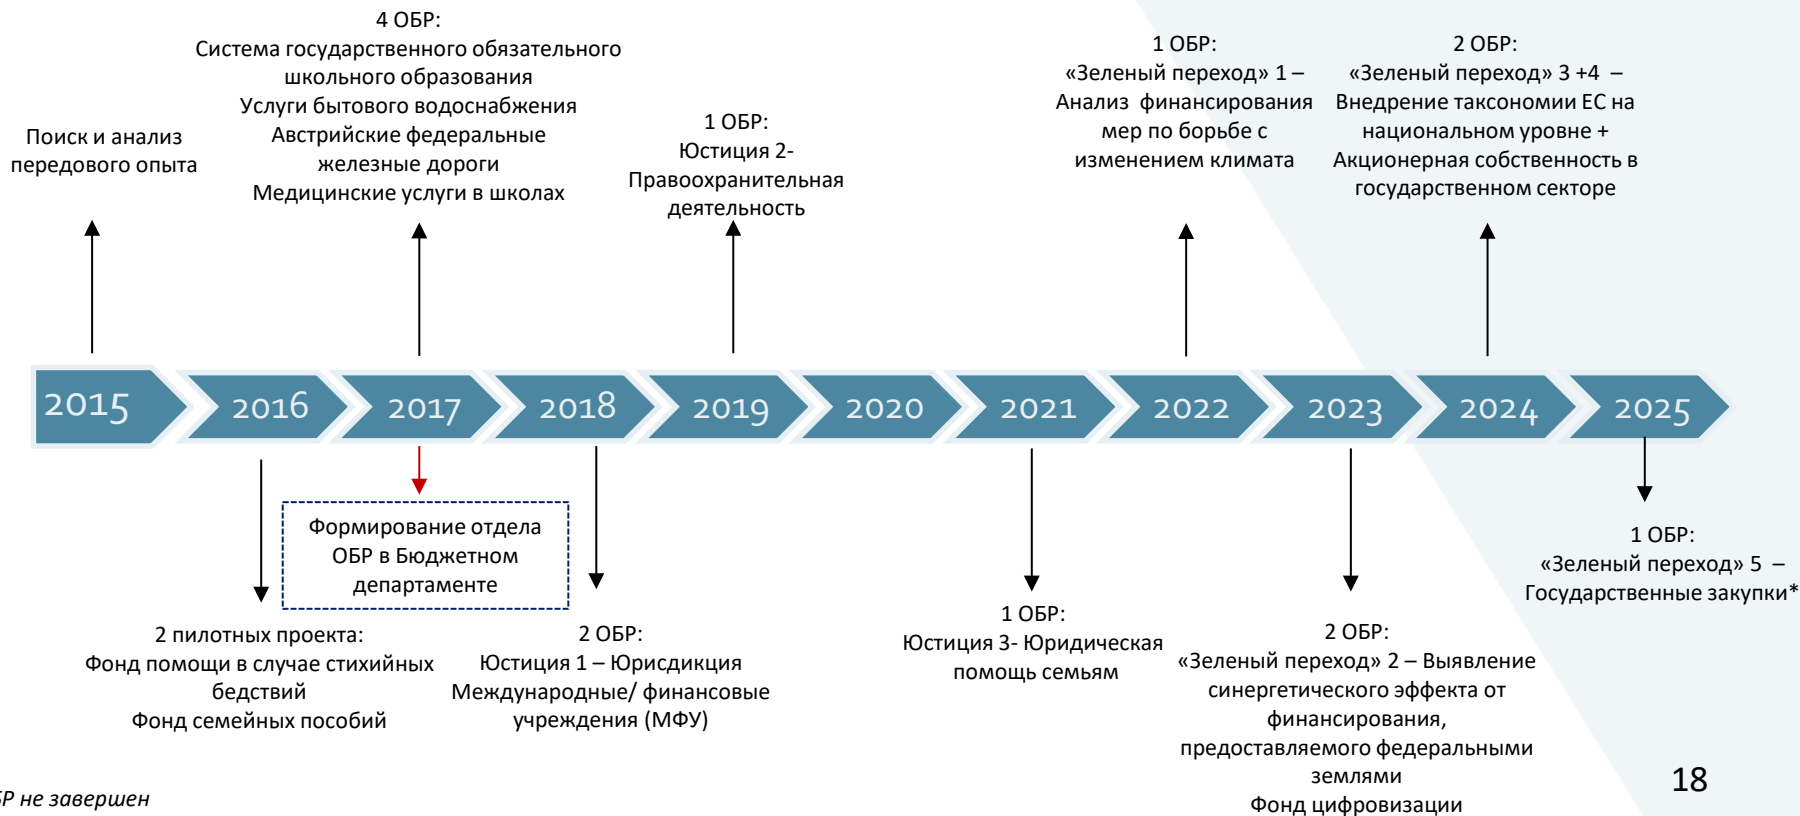 4 ОБР:
Система государственного обязательного
школьного образования
Услуги бытового водоснабжения
Австрийские федеральные
железные дороги
Медицинские услуги в школах
1 ОБР:
«Зеленый переход» 1 –
Анализ финансирования
мер по борьбе с
изменением климата
2 ОБР:
«Зеленый переход» 3 +4 –
Внедрение таксономии ЕС на
национальном уровне +
Акционерная собственность в
государственном секторе
Поиск и анализ
передового опыта
1 ОБР:
Юстиция 2-
Правоохранительная
деятельность
2015
2016
2017
2018
2019
2020
2021
2022
2023
2024
2025
Формирование отдела
ОБР в Бюджетном
департаменте
1 ОБР:
«Зеленый переход» 5 –
Государственные закупки*
2 пилотных проекта:
Фонд помощи в случае стихийных
бедствий
Фонд семейных пособий
2 ОБР:
Юстиция 1 – Юрисдикция
Международные/ финансовые
учреждения (МФУ)
1 ОБР:
Юстиция 3- Юридическая
помощь семьям
2 ОБР:
«Зеленый переход» 2 – Выявление
синергетического эффекта от
финансирования,
предоставляемого федеральными
землями
Фонд цифровизации
не завершен
18